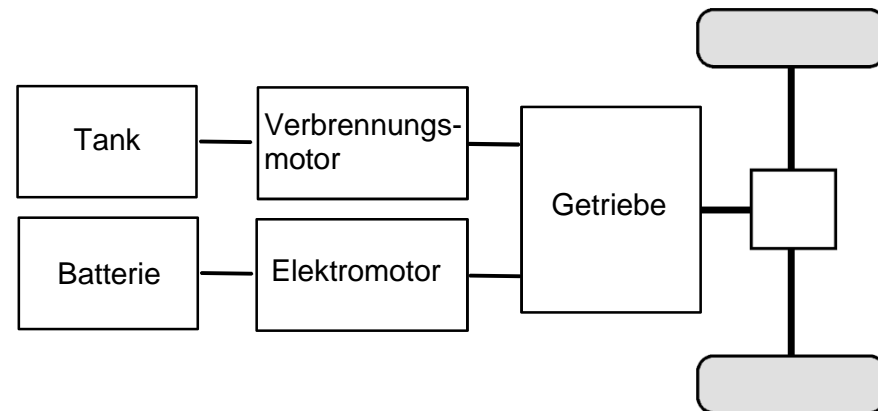 Tank
Verbrennungs-
motor
Getriebe
Batterie
Elektromotor